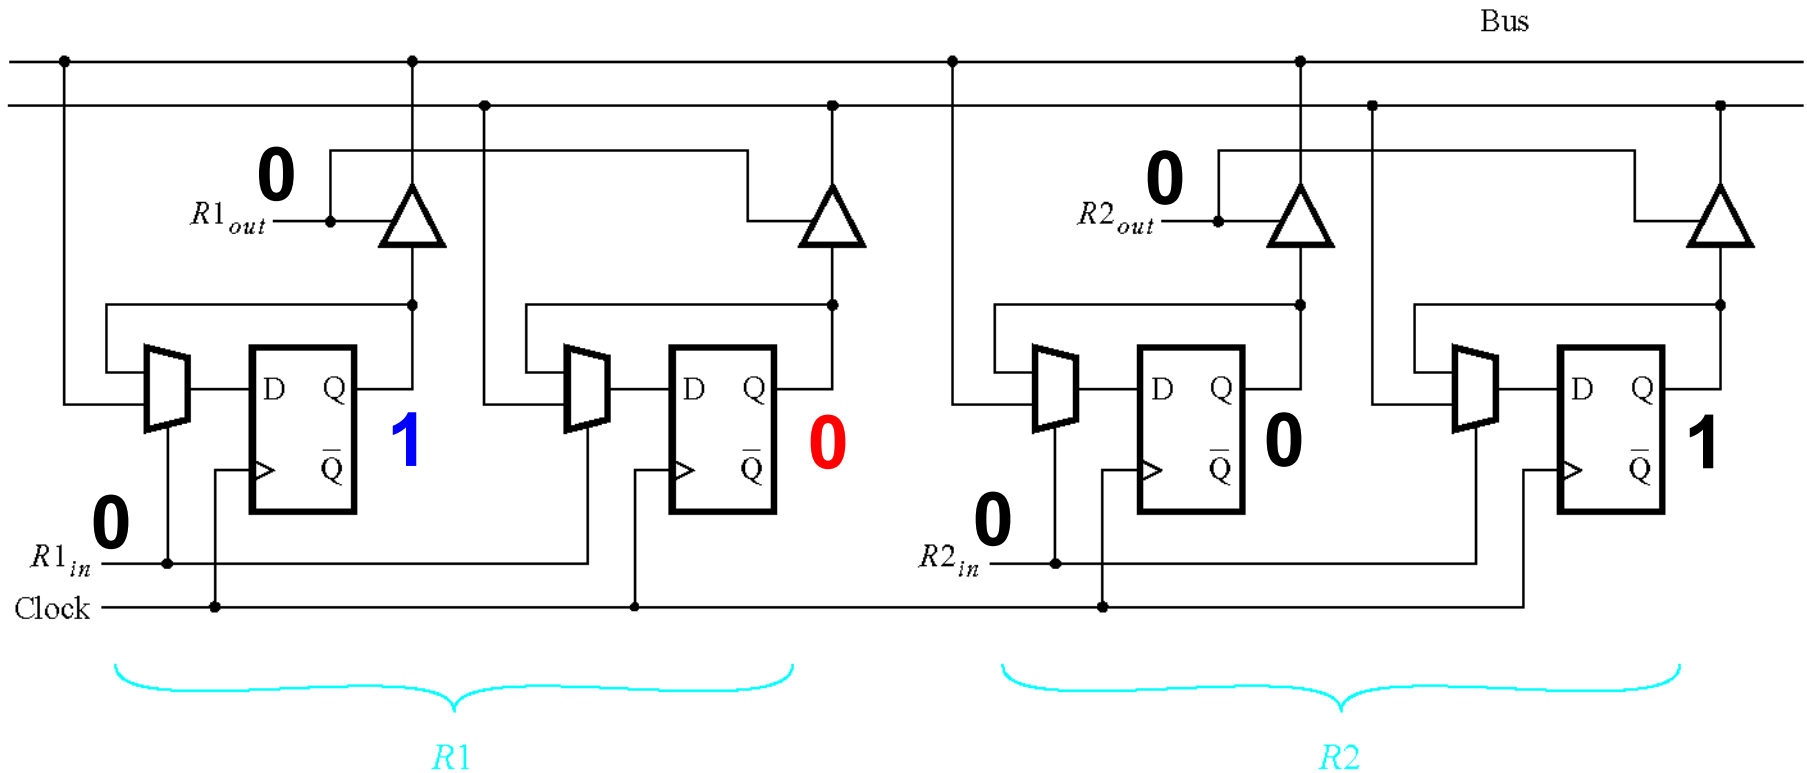 Bus
0 0
R1out R2out
D Q D Q D Q D Q
1 0 0 1
Q̅ Q̅ Q̅ Q̅
0 0
R1in R2in
Clock
R1 R2